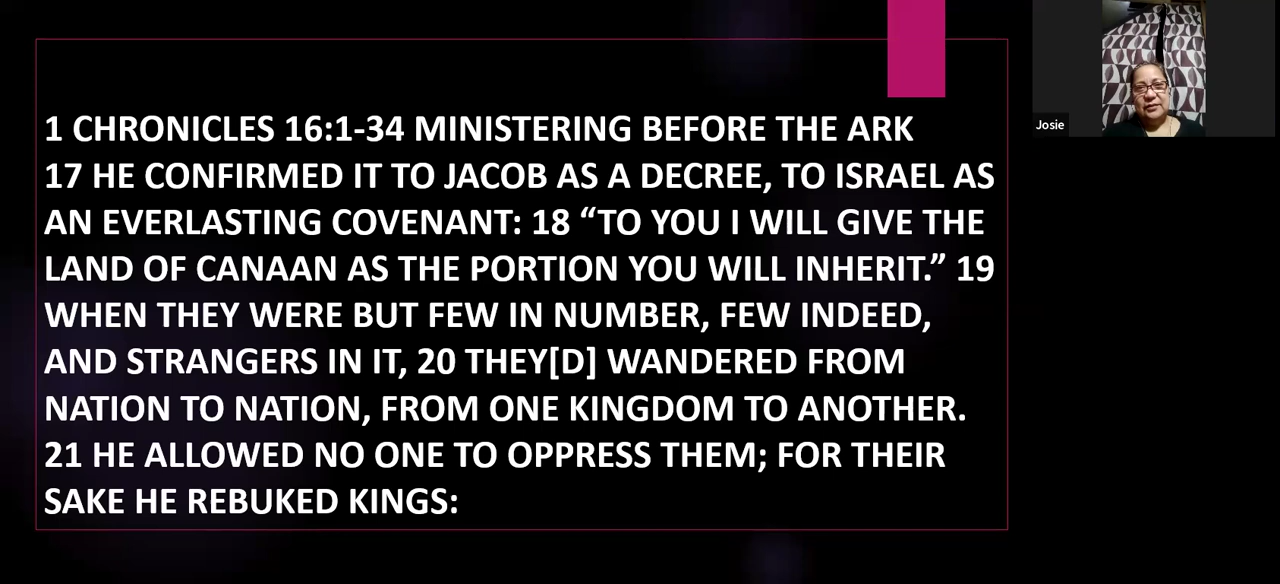 1 CHRONICLES 16:1-34 MINISTERING BEFORE THE ARK
17 HE CONFIRMED IT TO JACOB AS A DECREE, TO ISRAEL AS
AN EVERLASTING COVENANT: 18 “TO YOU I WILL GIVE THE
LAND OF CANAAN AS THE PORTION YOU WILL INHERIT.” 19
WHEN THEY WERE BUT FEW IN NUMBER, FEW INDEED,
AND STRANGERS IN IT, 20 THEY[D] WANDERED FROM
NATION TO NATION, FROM ONE KINGDOM TO ANOTHER.
21 HE ALLOWED NO ONE TO OPPRESS THEM; FOR THEIR
SAKE HE REBUKED KINGS:
Josie